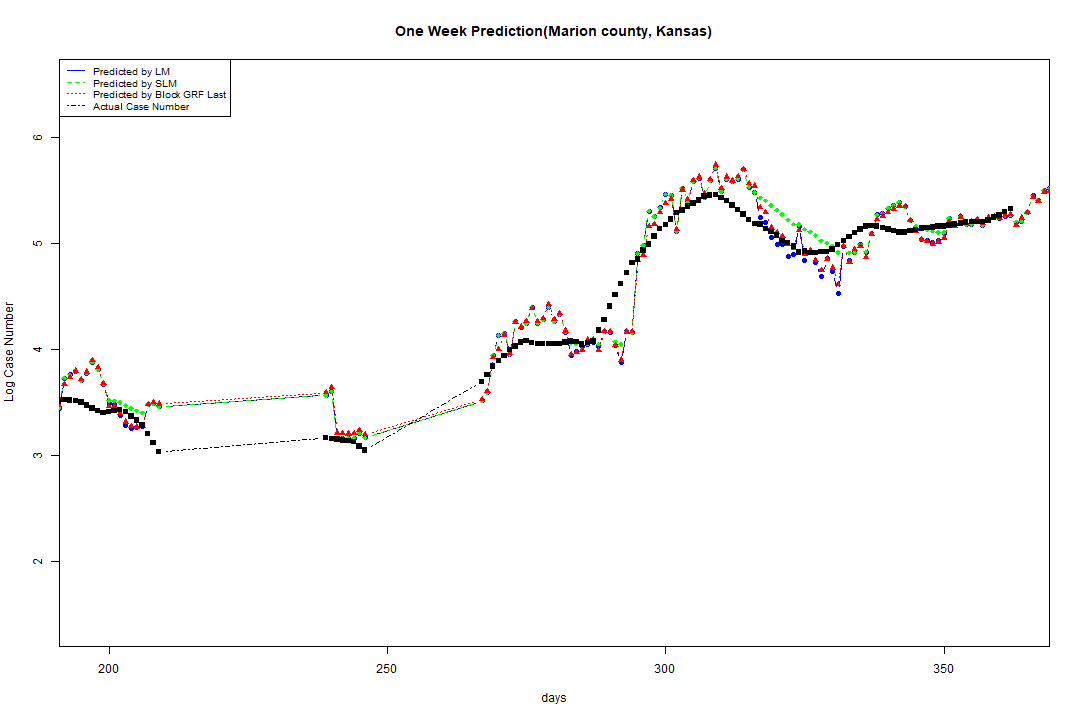 One Week Prediction(Marion county, Kansas)
Predicted by LM
Predicted by SLM
Predicted by Block GRF Last
Actual Case Number
6
5
4
3
2
Log Case Number
200 250 300 350
days